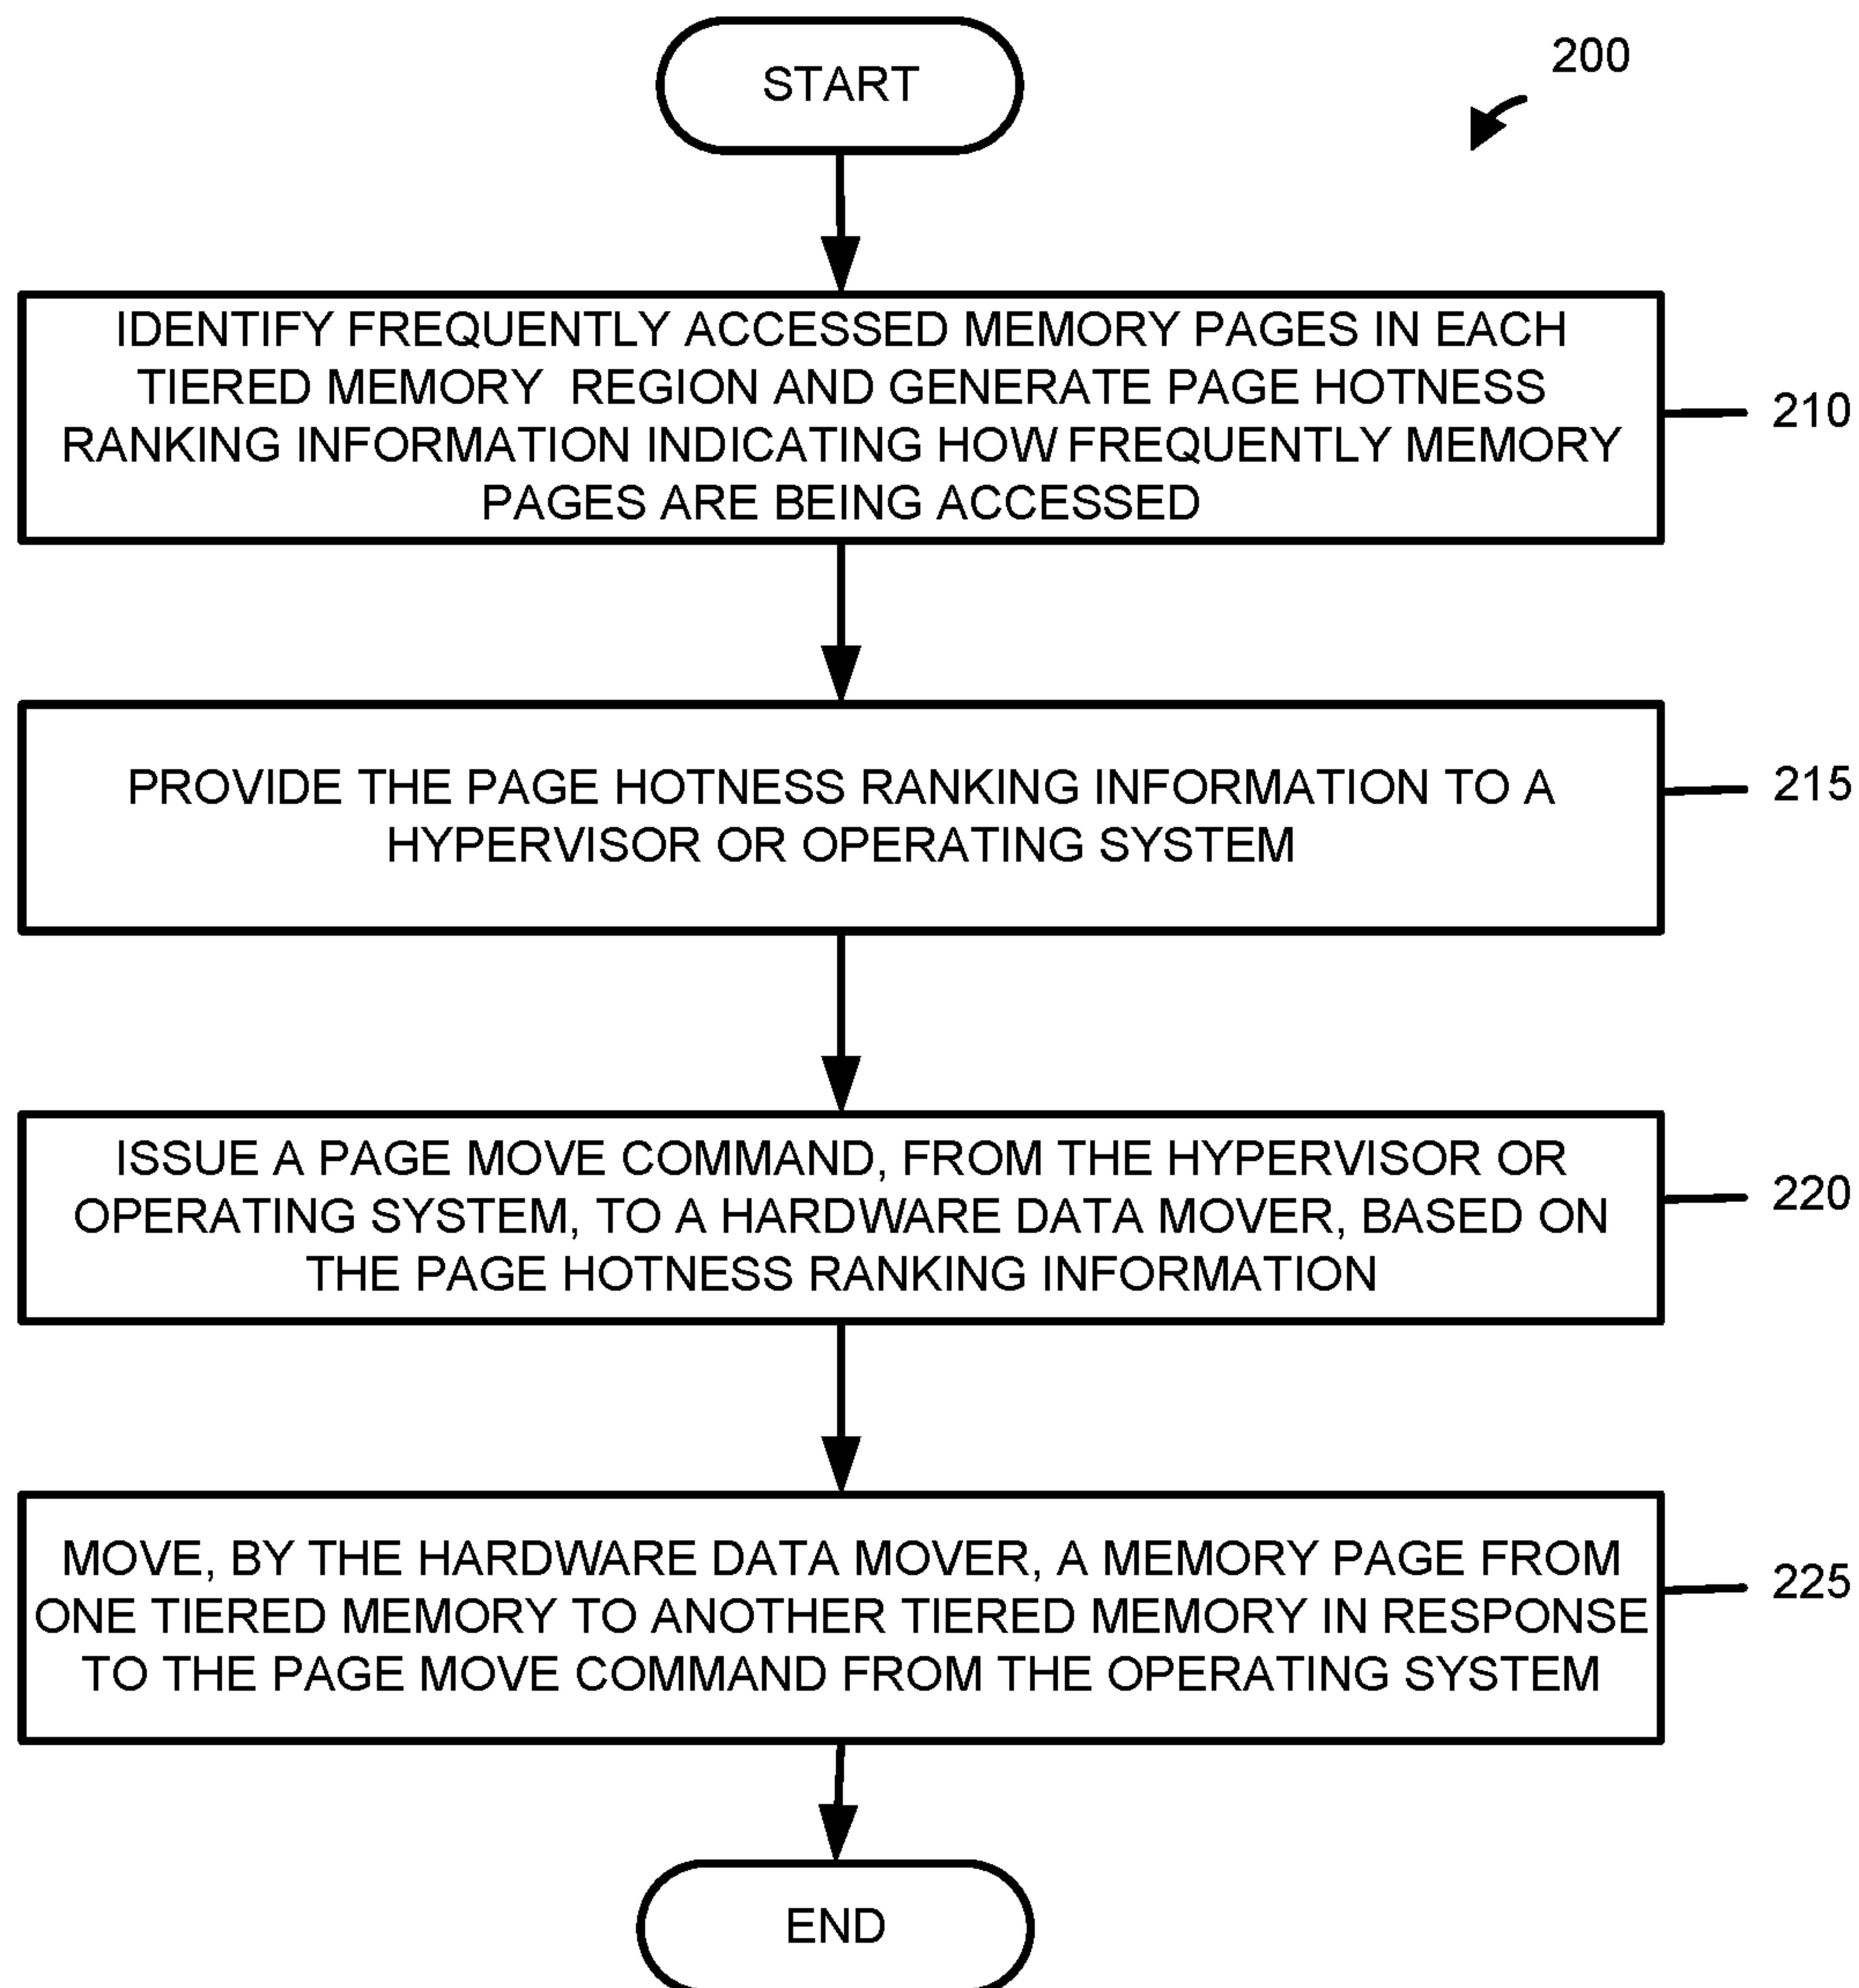 START
200
IDENTIFY FREQUENTLY ACCESSED MEMORY PAGES IN EACH
TIERED MEMORY REGION AND GENERATE PAGE HOTNESS
RANKING INFORMATION INDICATING HOW FREQUENTLY MEMORY
PAGES ARE BEING ACCESSED
210
PROVIDE THE PAGE HOTNESS RANKING INFORMATION TO A
HYPERVISOR OR OPERATING SYSTEM
215
ISSUE A PAGE MOVE COMMAND, FROM THE HYPERVISOR OR
OPERATING SYSTEM, TO A HARDWARE DATA MOVER, BASED ON
THE PAGE HOTNESS RANKING INFORMATION
220
MOVE, BY THE HARDWARE DATA MOVER, A MEMORY PAGE FROM
ONE TIERED MEMORY TO ANOTHER TIERED MEMORY IN RESPONSE
TO THE PAGE MOVE COMMAND FROM THE OPERATING SYSTEM
225
END